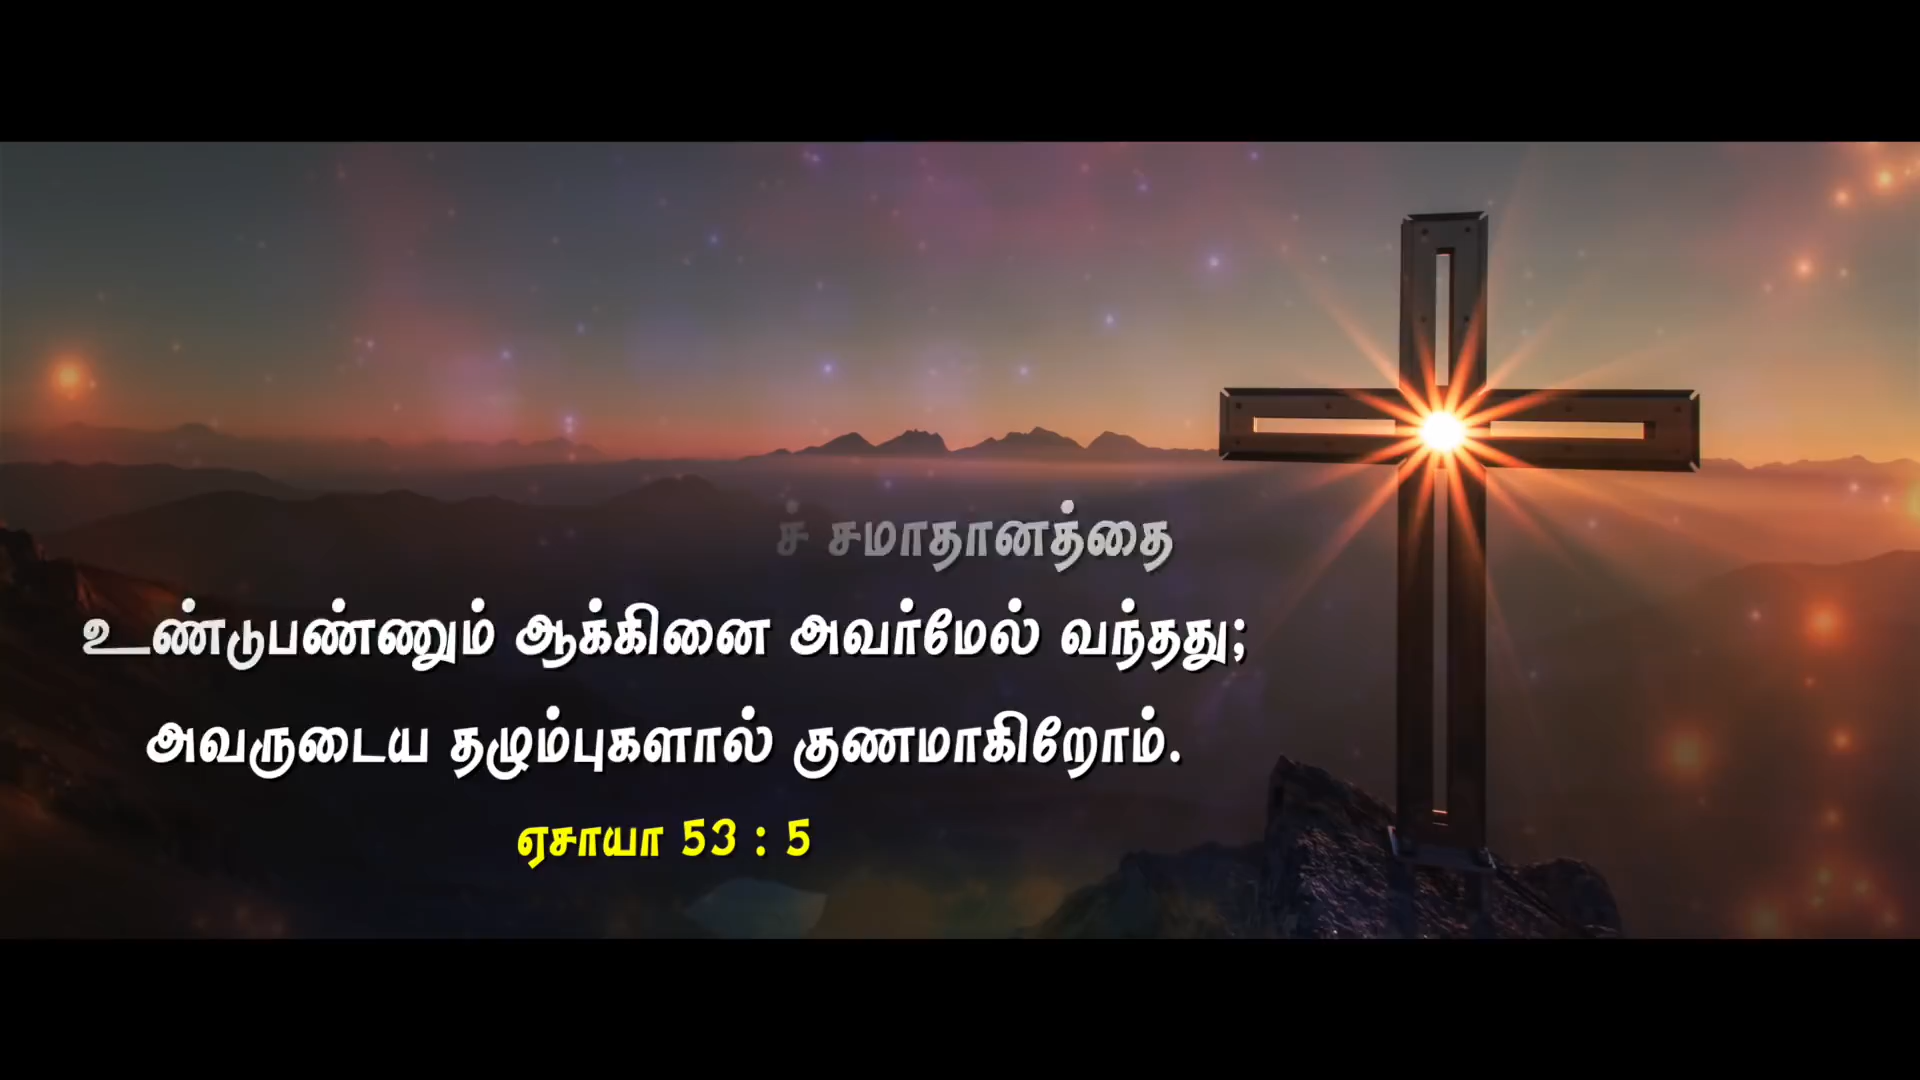 சமாதானத்தை
உண்டுபண்ணும் ஆக்கினை அவர்மேல் வந்தது;
அவருடைய தழும்புகளால் குணமாகிறோம்.
ஏசாயா 53 : 5